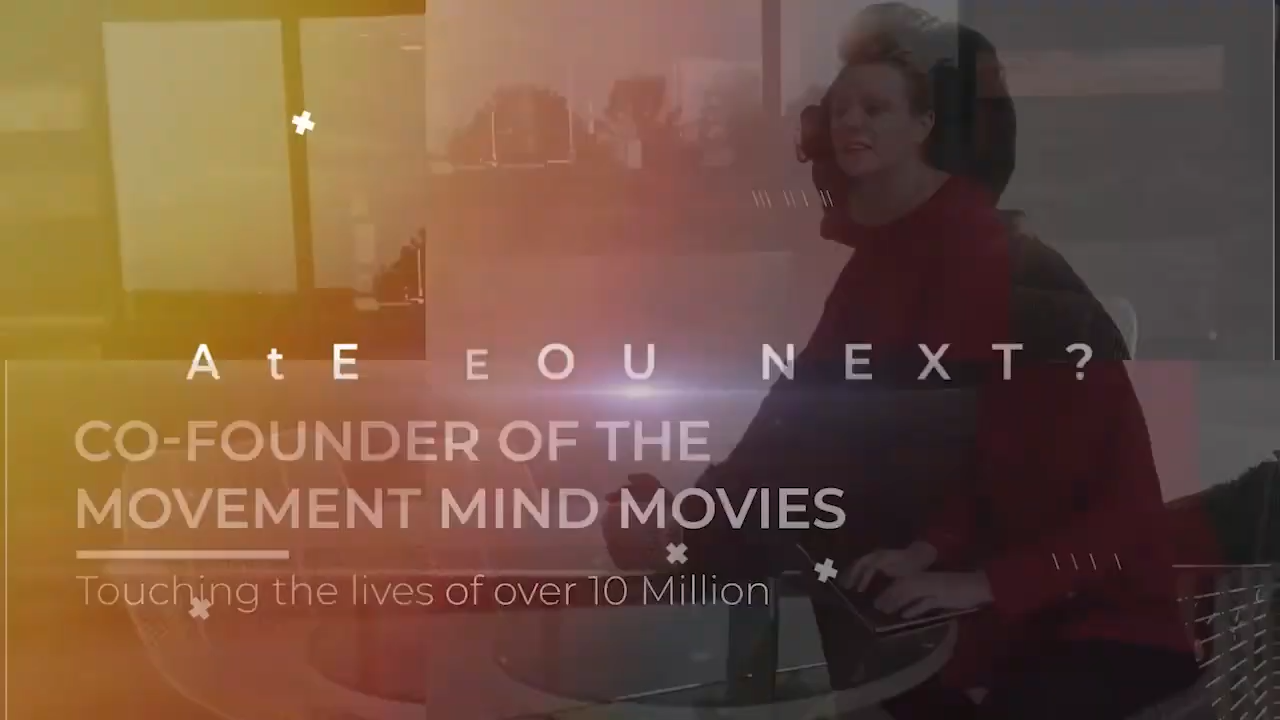 AtE EOU NEXT?
CO-FOUNDER OF THE
MOVEMENT MIND MOVIES
Touching the lives of over 10 Million